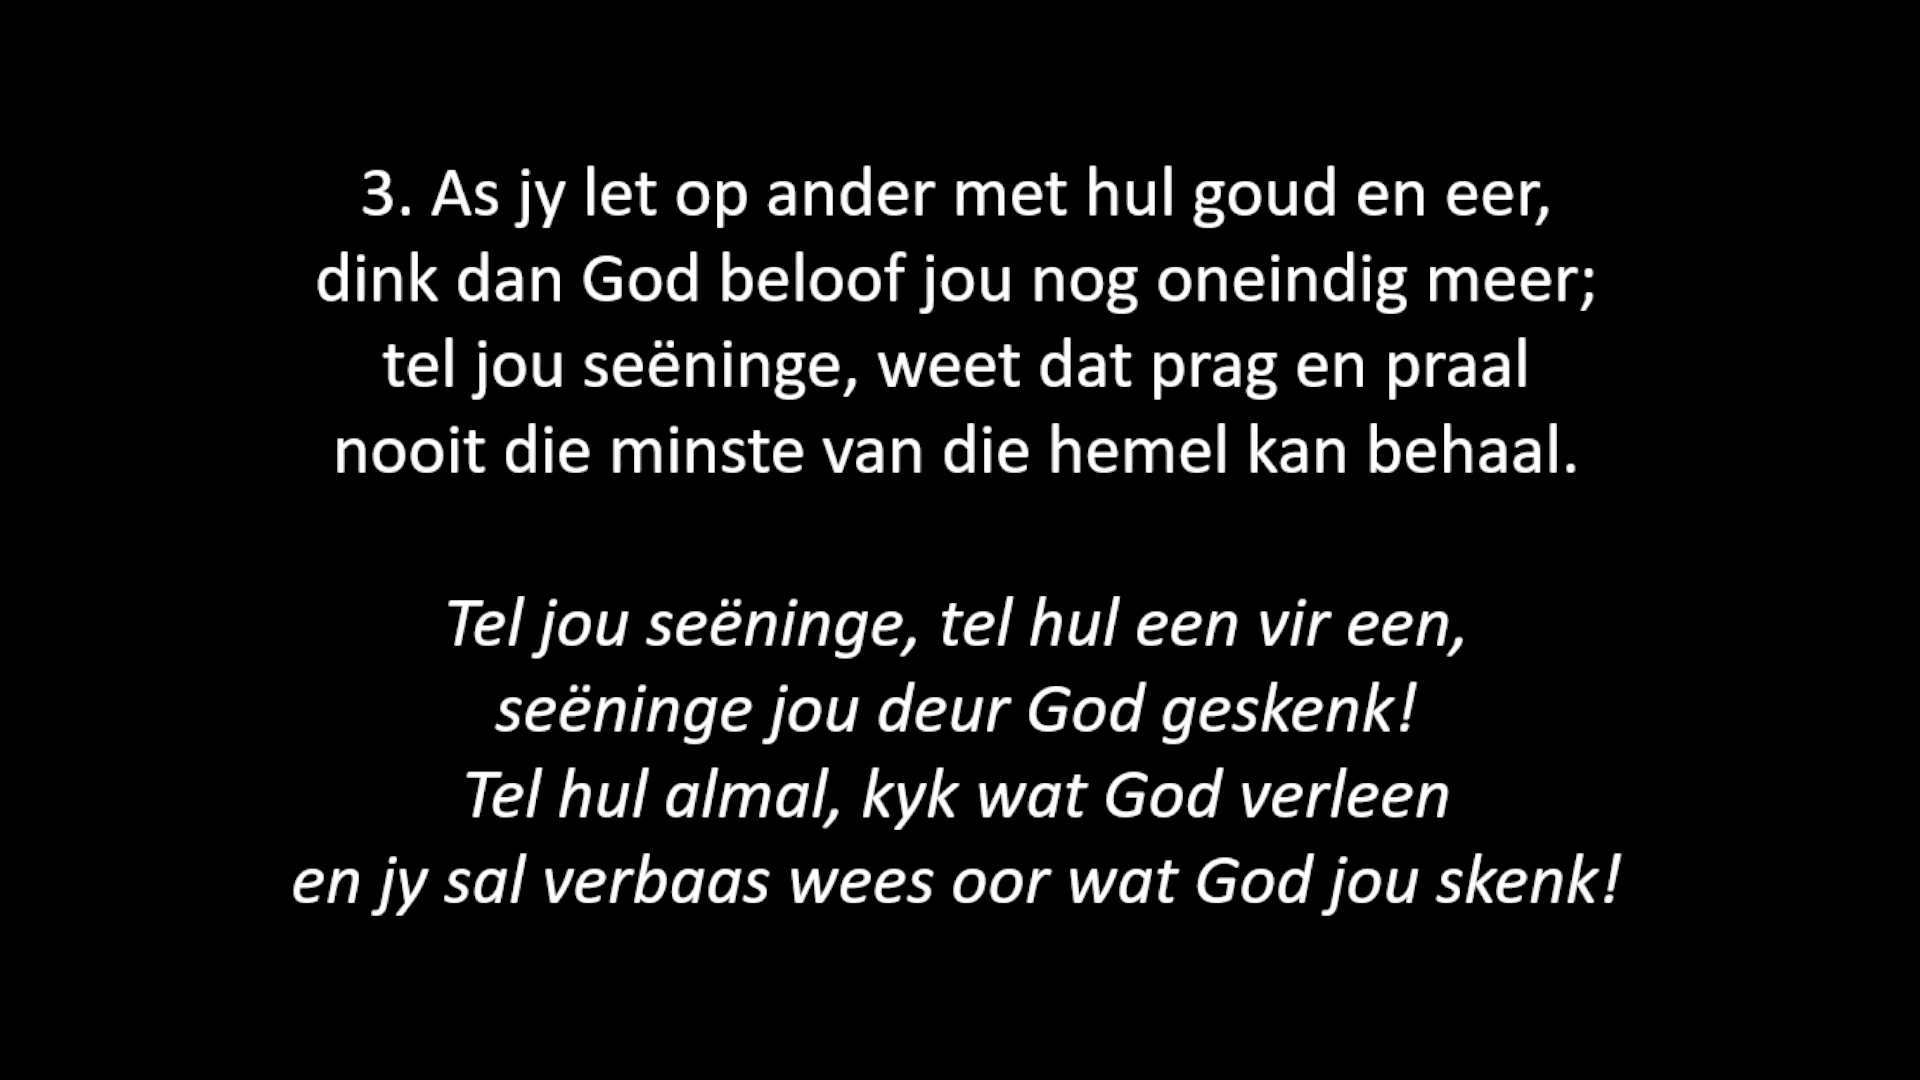 3. As jy let op ander met hul goud en eer,
dink dan God beloof jou nog oneindig meer;
tel jou seëninge, weet dat prag en praal
nooit die minste van die hemel kan behaal.
Tel jou seëninge, tel hul een vir een,
seëninge jou deur God geskenk!
Tel hul almal, kyk wat God verleen
en jy sal verbaas wees oor wat God jou skenk!